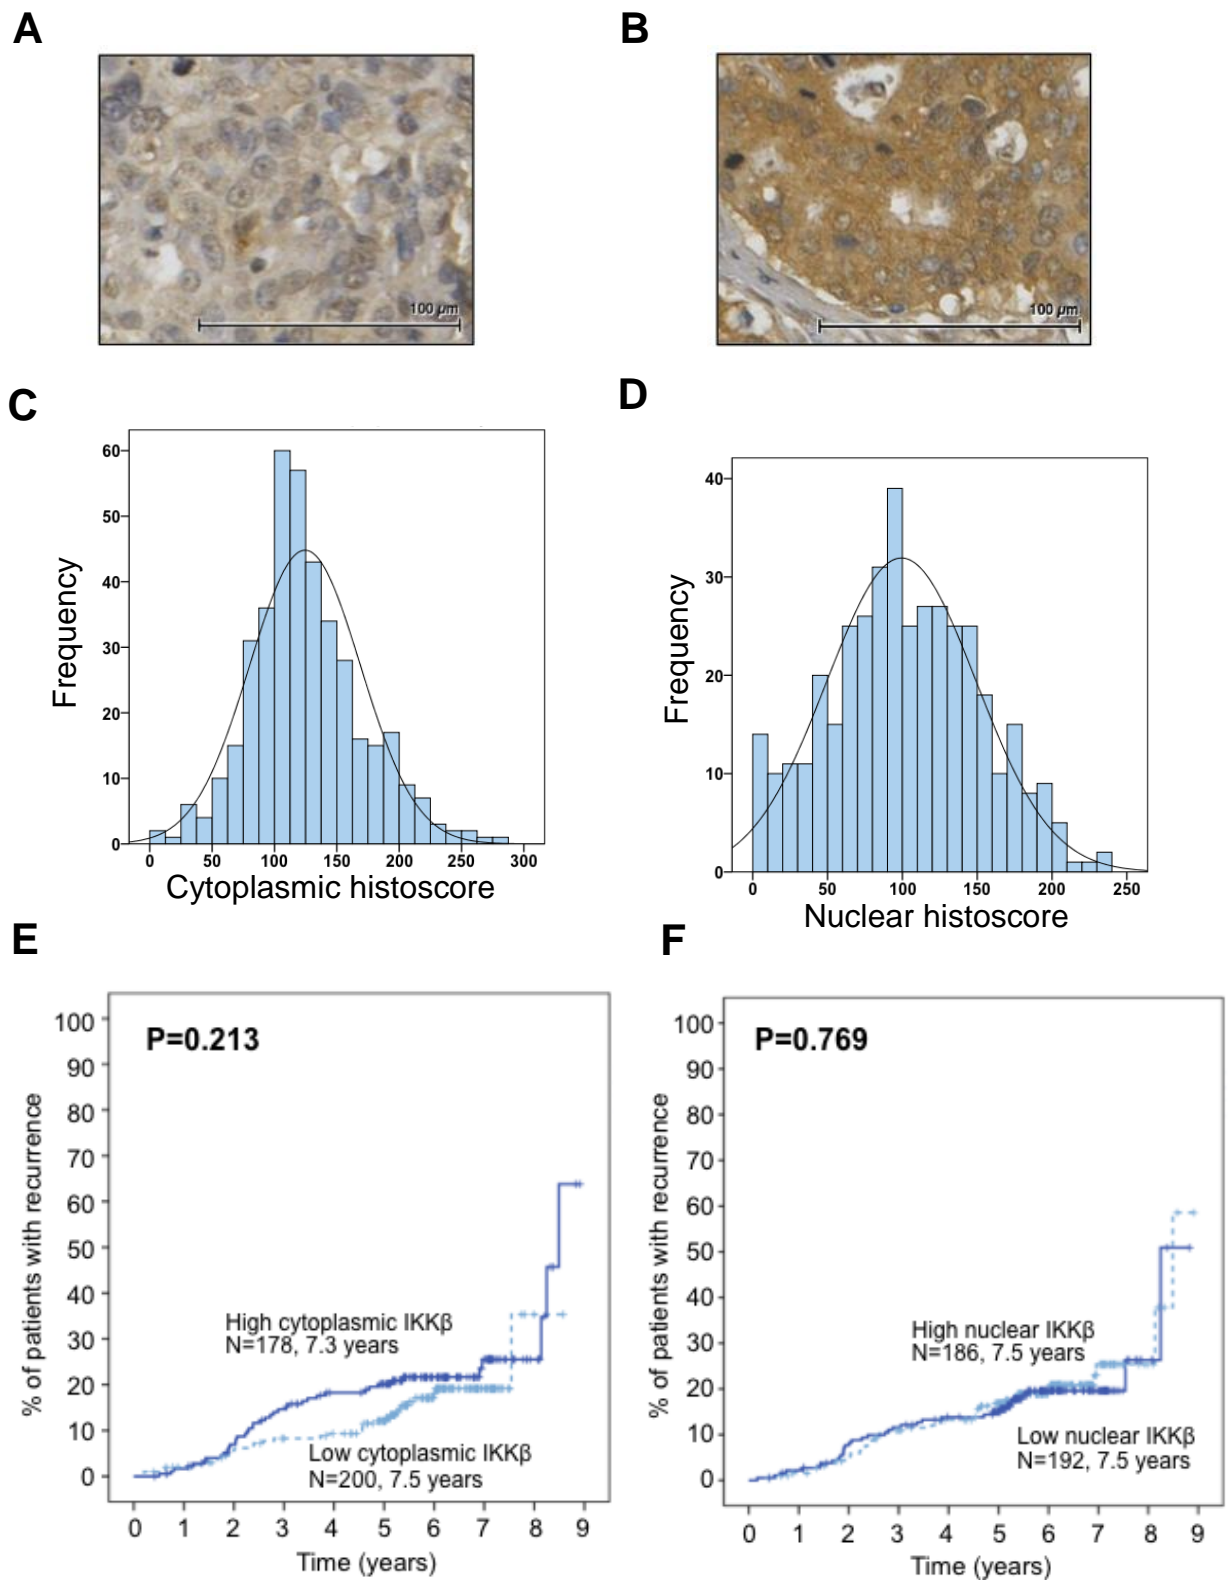 A
B
100 µm
100 µm
C
D
60
50
40
30
20
10
0
Frequency
0 50 100 150 200 250 300
Cytoplasmic histoscore
40
30
20
10
0
Frequency
0 50 100 150 200 250
Nuclear histoscore
E
F
P=0.213
100
90
80
70
60
50
40
30
20
10
0
% of patients with recurrence
High cytoplasmic IKKβ
N=178, 7.3 years
Low cytoplasmic IKKβ
N=200, 7.5 years
0 1 2 3 4 5 6 7 8 9
Time (years)
P=0.769
100
90
80
70
60
50
40
30
20
10
0
% of patients with recurrence
High nuclear IKKβ
N=186, 7.5 years
Low nuclear IKKβ
N=192, 7.5 years
0 1 2 3 4 5 6 7 8 9
Time (years)